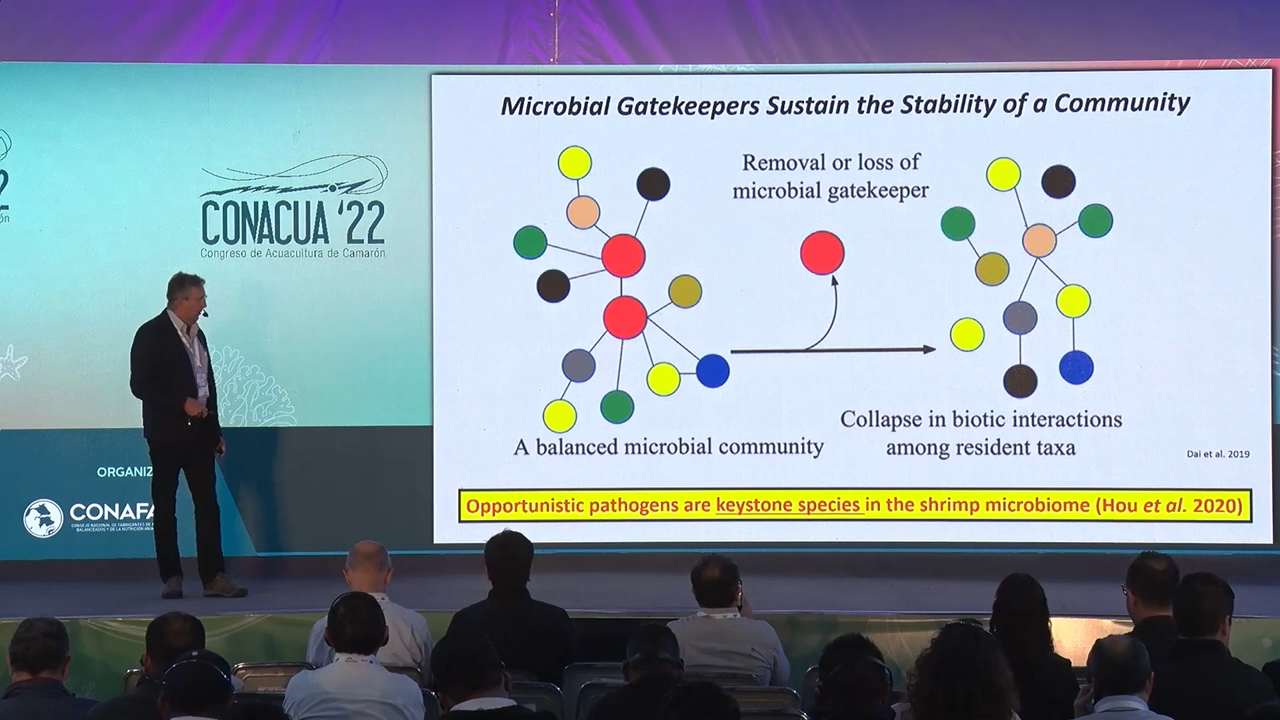 Microbial Gatekeepers Sustain the Stability of a Community
Removal or loss of
microbial gatekeeper
CONACUA '22
Congreso de Acuacultura de Camarón
A balanced microbial community
Collapse in biotic interactions
among resident taxa
Dai et al. 2019
Opportunistic pathogens are keystone species in the shrimp microbiome (Hou et al. 2020)
ORGANIZ
CONAFA